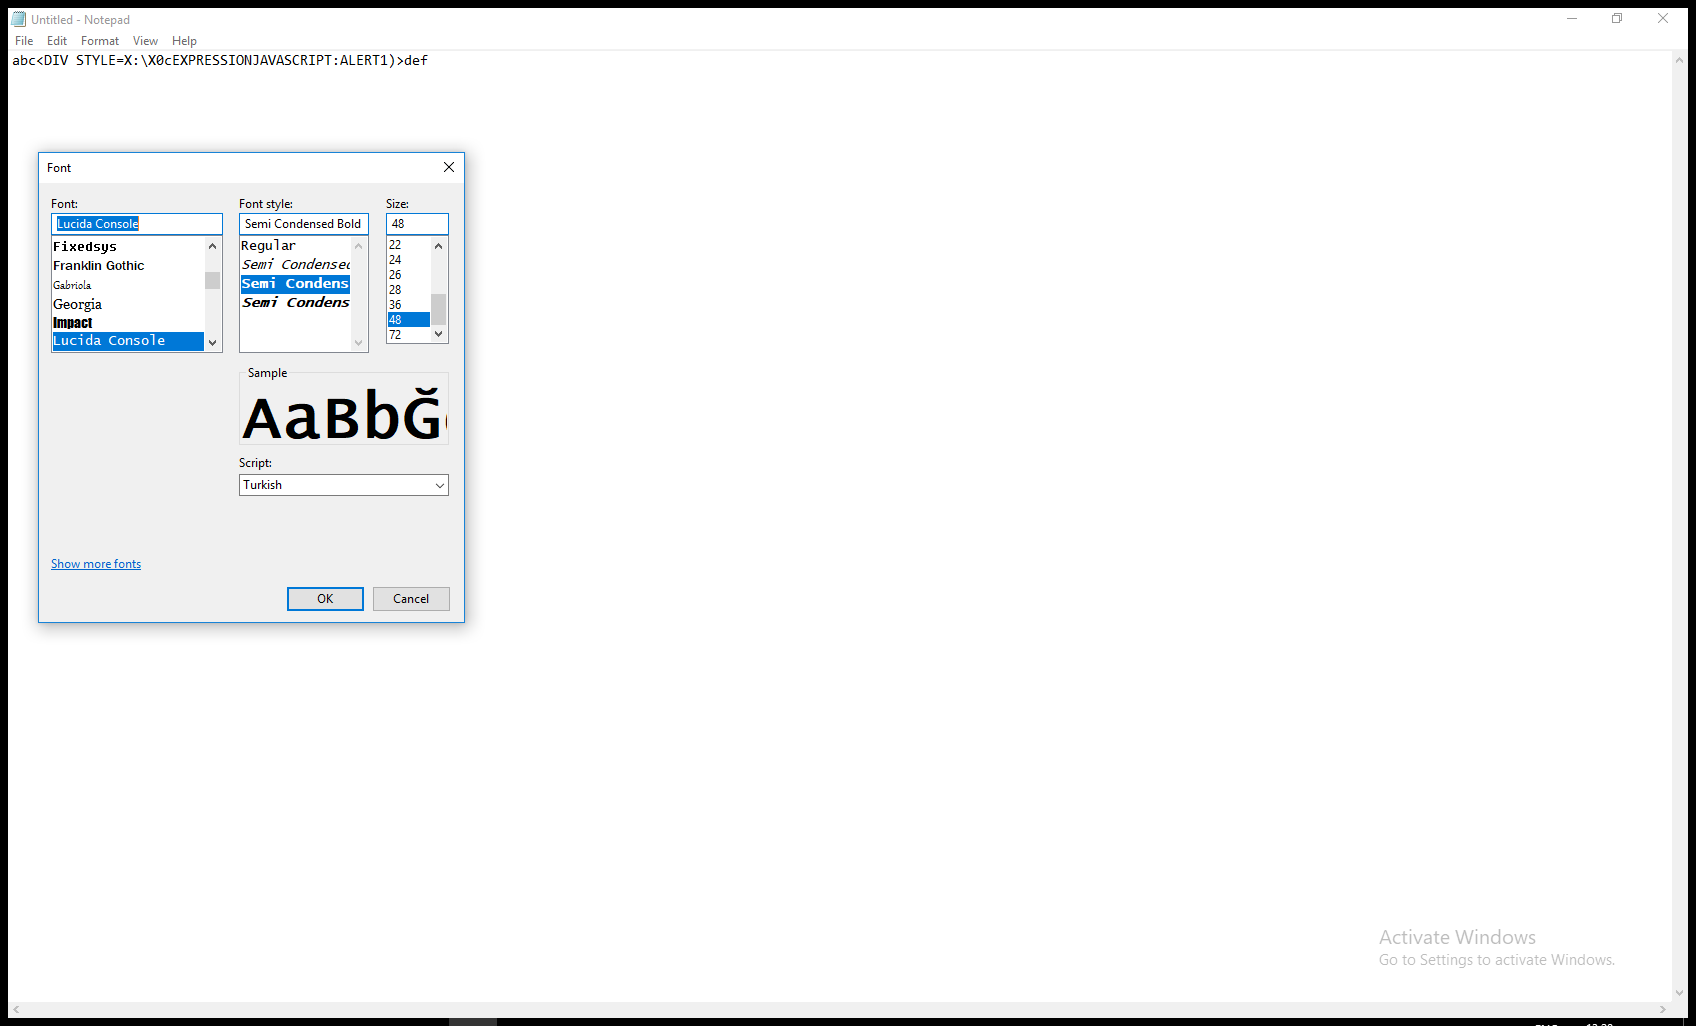 Untitled - Notepad
File Edit Format View Help
abc<DIV STYLE=X:\X0cEXPRESSIONJAVASCRIPT:ALERT1)>def
Font
Font: Font style: Size:
Lucida Console Semi Condensed Bold 48
Fixedsys
Franklin Gothic
Gabriola
Georgia
Impact
Lucida Console
Regular
Semi Condensed
Semi Condens
Semi Condens
22
24
26
28
36
48
72
Sample
AaBbĞ
Script:
Turkish
Show more fonts
OK Cancel
Activate Windows
Go to Settings to activate Windows.